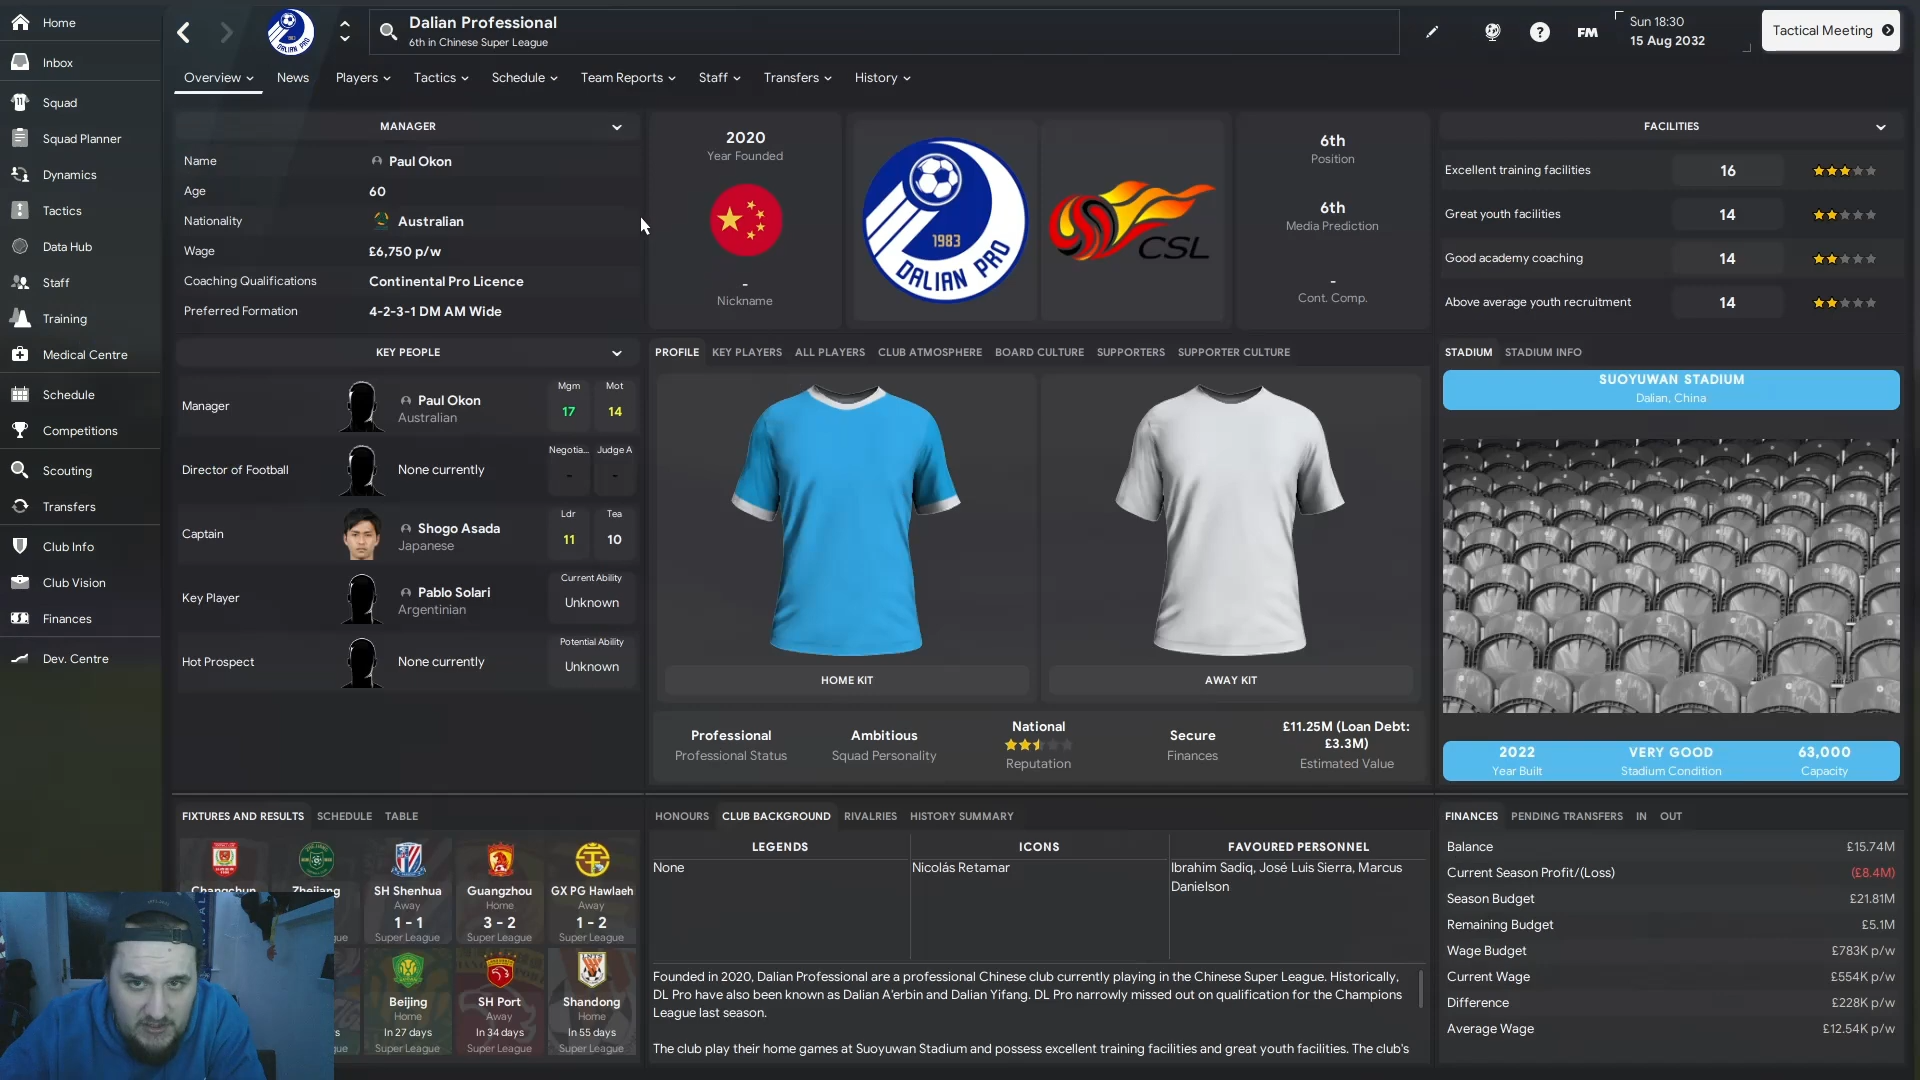 Home
Inbox
Squad
Squad Planner
Dynamics
Tactics
Data Hub
Staff
Training
Medical Centre
Schedule
Competitions
Scouting
Transfers
Club Info
Club Vision
Finances
Dev. Centre
Dalian Professional
6th in Chinese Super League
FM
Sun 18:30
15 Aug 2032
Tactical Meeting
Overview
News
Players
Tactics
Schedule
Team Reports
Staff
Transfers
History
MANAGER
Name Paul Okon
Age 60
Nationality Australian
Wage £6,750 p/w
Coaching Qualifications Continental Pro Licence
Preferred Formation 4-2-3-1 DM AM Wide
2020
Year Founded
-
Nickname
1983
DALIAN PRO
CSL
6th
Position
6th
Media Prediction
-
Cont. Comp.
FACILITIES
Excellent training facilities 16
Great youth facilities 14
Good academy coaching 14
Above average youth recruitment 14
KEY PEOPLE
Manager
Paul Okon
Australian
Mgm
17
Mot
14
Director of Football
None currently
Negotia...
-
Judge A
-
Captain
Shogo Asada
Japanese
Ldr
11
Tea
10
Key Player
Pablo Solari
Argentinian
Current Ability
Unknown
Hot Prospect
None currently
Potential Ability
Unknown
PROFILE
KEY PLAYERS
ALL PLAYERS
CLUB ATMOSPHERE
BOARD CULTURE
SUPPORTERS
SUPPORTER CULTURE
HOME KIT
AWAY KIT
Professional
Professional Status
Ambitious
Squad Personality
National
Reputation
Secure
Finances
£11.25M (Loan Debt:
£3.3M)
Estimated Value
STADIUM
STADIUM INFO
SUOYUWAN STADIUM
Dalian, China
2022
Year Built
VERY GOOD
Stadium Condition
63,000
Capacity
FIXTURES AND RESULTS
SCHEDULE
TABLE
Changchun
Zhejiang
SH Shenhua
Away
1 - 1
Super League
Guangzhou
Home
3 - 2
Super League
GX PG Hawlaeh
Away
1 - 2
Super League
Beijing
Home
In 27 days
Super League
SH Port
Away
In 34 days
Super League
Shandong
Home
In 55 days
Super League
HONOURS
CLUB BACKGROUND
RIVALRIES
HISTORY SUMMARY
LEGENDS
None
ICONS
Nicolás Retamar
FAVOURED PERSONNEL
Ibrahim Sadiq, José Luis Sierra, Marcus
Danielson
Founded in 2020, Dalian Professional are a professional Chinese club currently playing in the Chinese Super League. Historically,
DL Pro have also been known as Dalian A'erbin and Dalian Yifang. DL Pro narrowly missed out on qualification for the Champions
League last season.
The club play their home games at Suoyuwan Stadium and possess excellent training facilities and great youth facilities. The club's
FINANCES
PENDING TRANSFERS
IN
OUT
Balance £15.74M
Current Season Profit/(Loss) (£8.4M)
Season Budget £21.81M
Remaining Budget £5.1M
Wage Budget £783K p/w
Current Wage £554K p/w
Difference £228K p/w
Average Wage £12.54K p/w